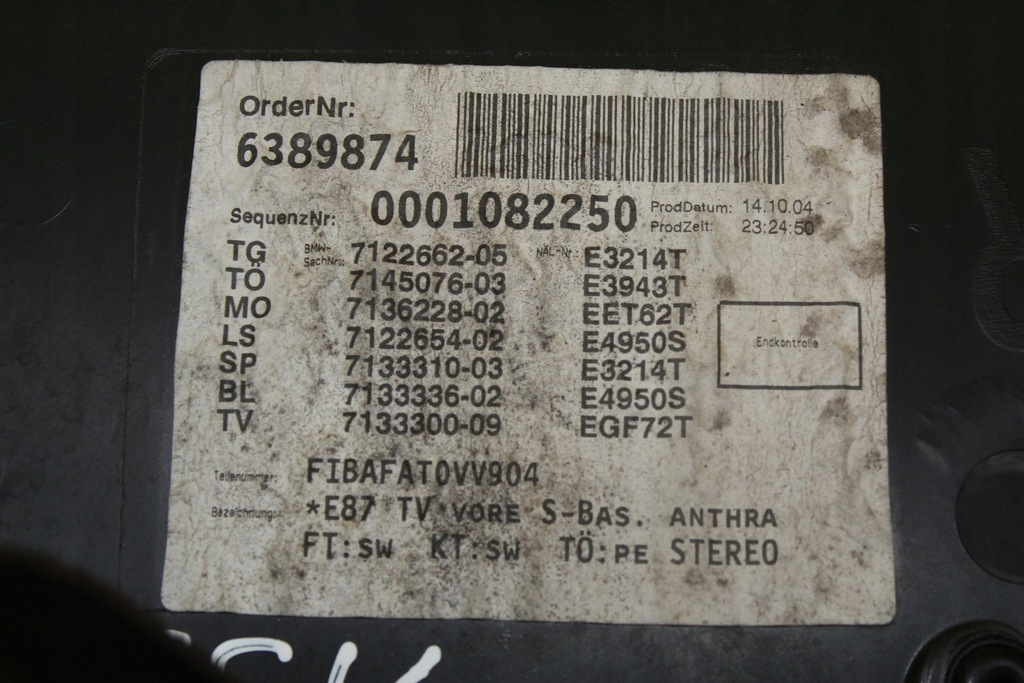 OrderNr:
6389874
SequenzNr: 0001082250 ProdDatum: 14.10.04
ProdZeit: 23:24:50
TG BMW-SachNr.: 7122662-05 NAL-Nr.: E3214T
TÖ 7145076-03 E3943T
MO 7136228-02 EET62T
LS 7122654-02 E4950S
SP 7133310-03 E3214T
BL 7133336-02 E4950S
TV 7133300-09 EGF72T
Endkontrolle
Teilenummer: FIBAFAT0VV904
Bezeichnung: *E87 TV VORE S-BAS. ANTHRA
FT:SW KT:SW TÖ:PE STEREO